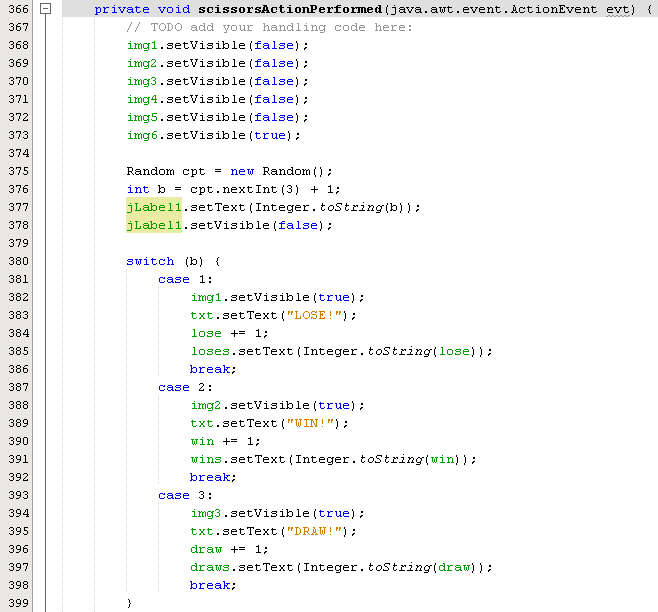 366 private void scissorsActionPerformed(java.awt.event.ActionEvent evt) {
367 // TODO add your handling code here:
368 img1.setVisible(false);
369 img2.setVisible(false);
370 img3.setVisible(false);
371 img4.setVisible(false);
372 img5.setVisible(false);
373 img6.setVisible(true);
374
375 Random cpt = new Random();
376 int b = cpt.nextInt(3) + 1;
377 jLabel1.setText(Integer.toString(b));
378 jLabel1.setVisible(false);
379
380 switch (b) {
381 case 1:
382 img1.setVisible(true);
383 txt.setText("LOSE!");
384 lose += 1;
385 loses.setText(Integer.toString(lose));
386 break;
387 case 2:
388 img2.setVisible(true);
389 txt.setText("WIN!");
390 win += 1;
391 wins.setText(Integer.toString(win));
392 break;
393 case 3:
394 img3.setVisible(true);
395 txt.setText("DRAW!");
396 draw += 1;
397 draws.setText(Integer.toString(draw));
398 break;
399 }